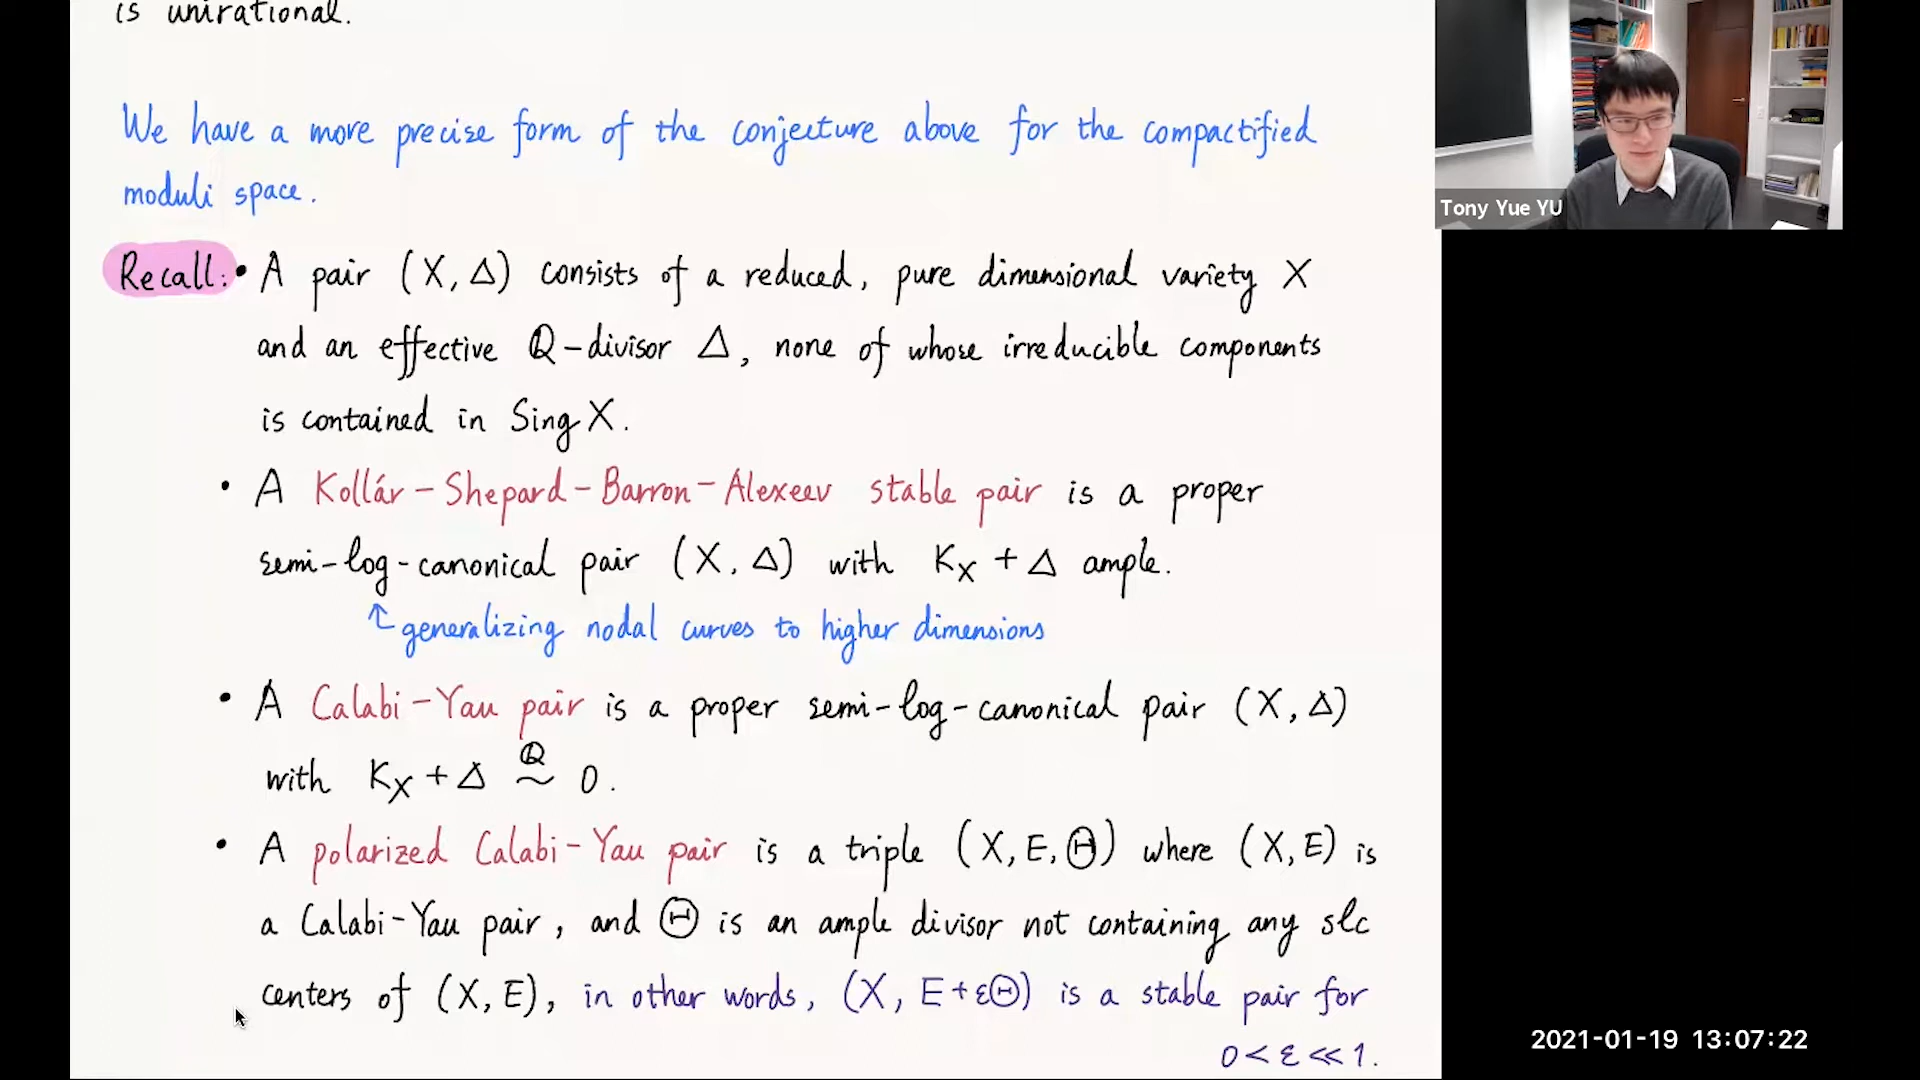 is unirational.
We have a more precise form of the conjecture above for the compactified
moduli space.
Recall: • A pair (X, Δ) consists of a reduced, pure dimensional variety X
and an effective Q-divisor Δ, none of whose irreducible components
is contained in Sing X.
• A Kollár-Shepard-Barron-Alexeev stable pair is a proper
semi-log-canonical pair (X, Δ) with K_X + Δ ample.
↑ generalizing nodal curves to higher dimensions
• A Calabi-Yau pair is a proper semi-log-canonical pair (X, Δ)
with K_X + Δ ~^Q 0.
• A polarized Calabi-Yau pair is a triple (X, E, Θ) where (X, E) is
a Calabi-Yau pair, and Θ is an ample divisor not containing any slc
centers of (X, E), in other words, (X, E+εΘ) is a stable pair for
0 < ε ≪ 1.
Tony Yue YU
2021-01-19 13:07:22